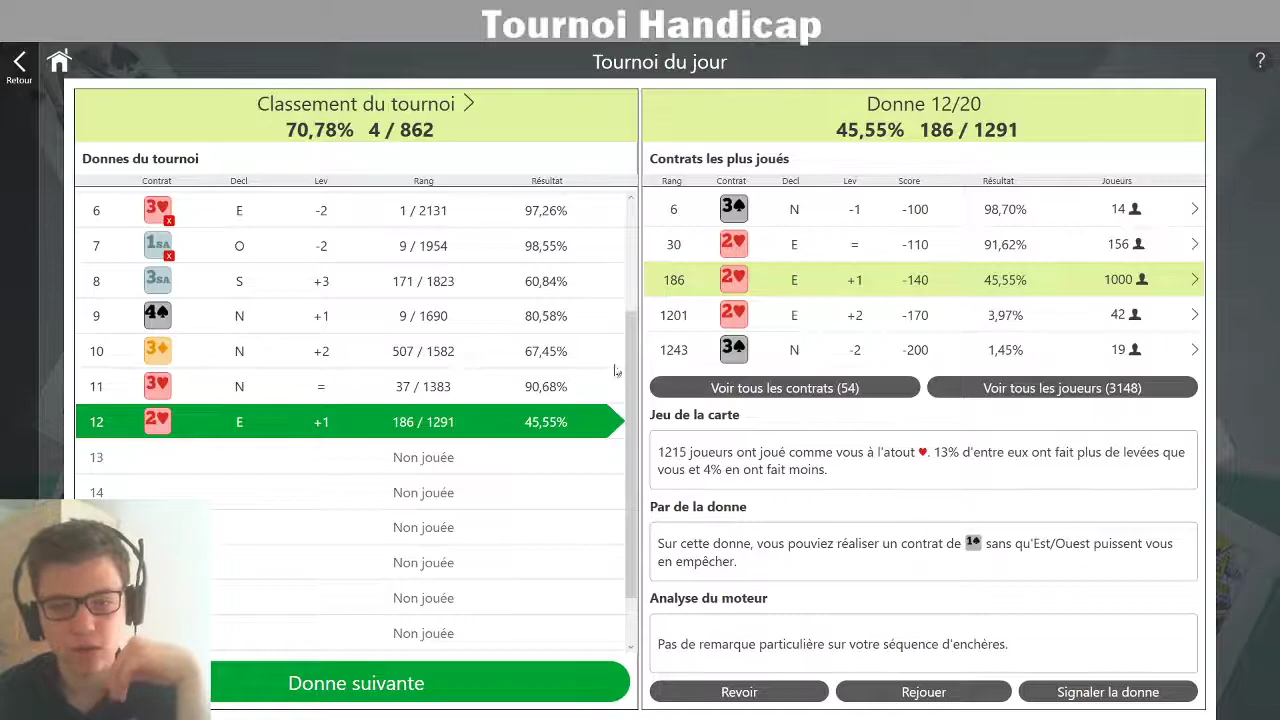 Tournoi Handicap
Retour
Tournoi du jour
?
Classement du tournoi >
70,78% 4 / 862
Donnes du tournoi
Contrat Decl Lev Rang Résultat
6 3♥ x E -2 1 / 2131 97,26%
7 1SA x O -2 9 / 1954 98,55%
8 3SA S +3 171 / 1823 60,84%
9 4♠ N +1 9 / 1690 80,58%
10 3♦ N +2 507 / 1582 67,45%
11 3♥ N = 37 / 1383 90,68%
12 2♥ E +1 186 / 1291 45,55%
13 Non jouée
14 Non jouée
Non jouée
Non jouée
Non jouée
Non jouée
Donne suivante
Donne 12/20
45,55% 186 / 1291
Contrats les plus joués
Rang Contrat Decl Lev Score Résultat Joueurs
6 3♠ N -1 -100 98,70% 14
30 2♥ E = -110 91,62% 156
186 2♥ E +1 -140 45,55% 1000
1201 2♥ E +2 -170 3,97% 42
1243 3♠ N -2 -200 1,45% 19
Voir tous les contrats (54) Voir tous les joueurs (3148)
Jeu de la carte
1215 joueurs ont joué comme vous à l'atout ♥. 13% d'entre eux ont fait plus de levées que
vous et 4% en ont fait moins.
Par de la donne
Sur cette donne, vous pouviez réaliser un contrat de 1♠ sans qu'Est/Ouest puissent vous
en empêcher.
Analyse du moteur
Pas de remarque particulière sur votre séquence d'enchères.
Revoir Rejouer Signaler la donne